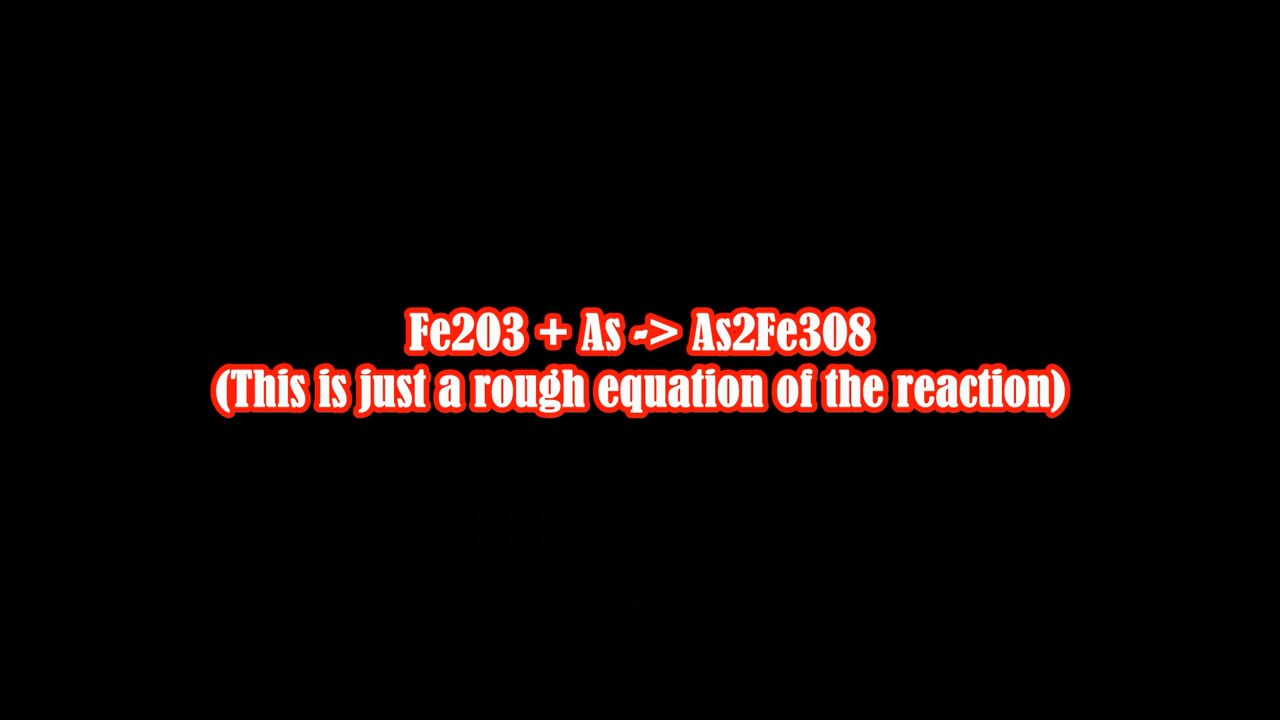 Fe2O3 + As -> As2Fe3O8
(This is just a rough equation of the reaction)